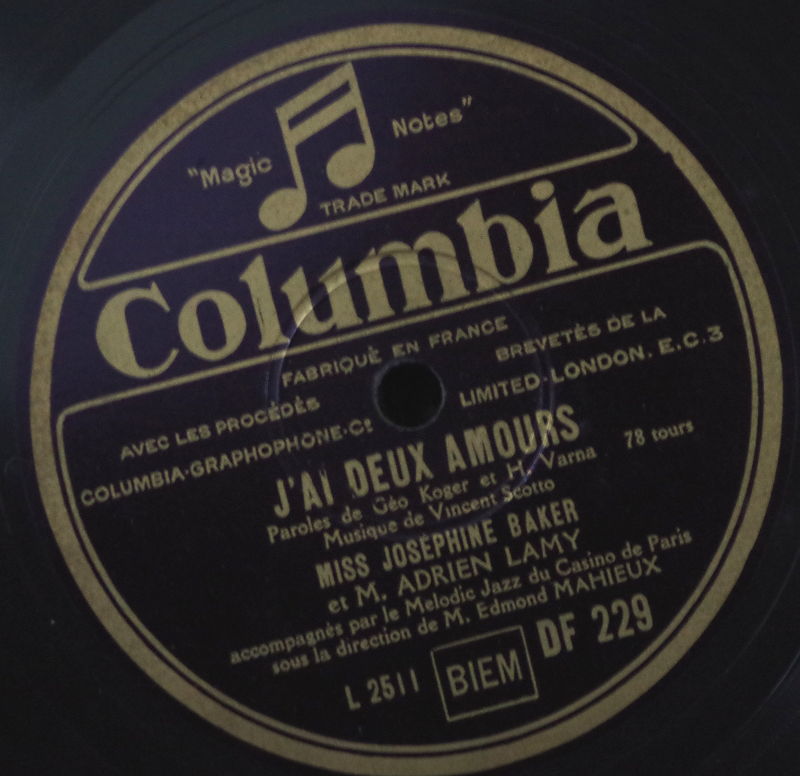 "Magic Notes"
TRADE MARK
Columbia
FABRIQUÉ EN FRANCE
AVEC LES PROCÉDÉS BREVETÉS DE LA
COLUMBIA-GRAPHOPHONE-Cº LIMITED-LONDON. E.C.3
J'AI DEUX AMOURS 78 tours
Paroles de Géo Koger et H. Varna
Musique de Vincent Scotto
MISS JOSÉPHINE BAKER
et M. ADRIEN LAMY
accompagnés par le Melodic Jazz du Casino de Paris
sous la direction de M. Edmond MAHIEUX
L 2511 BIEM DF 229